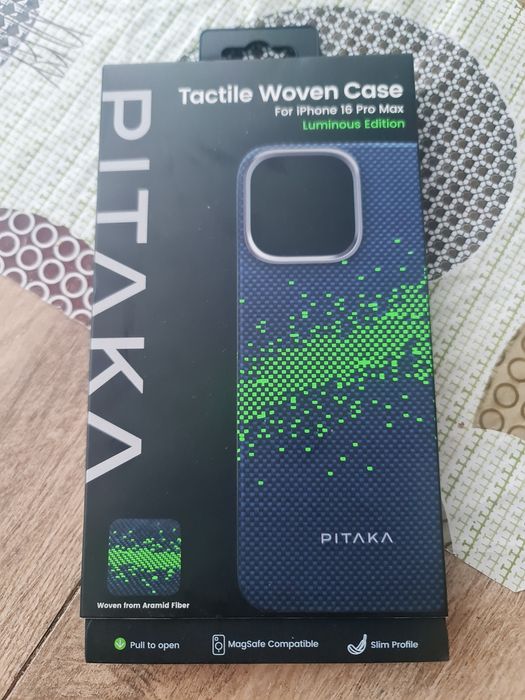 PITAKA
Tactile Woven Case
For iPhone 16 Pro Max
Luminous Edition
PITAKA
Woven from Aramid Fiber
Pull to open
MagSafe Compatible
Slim Profile